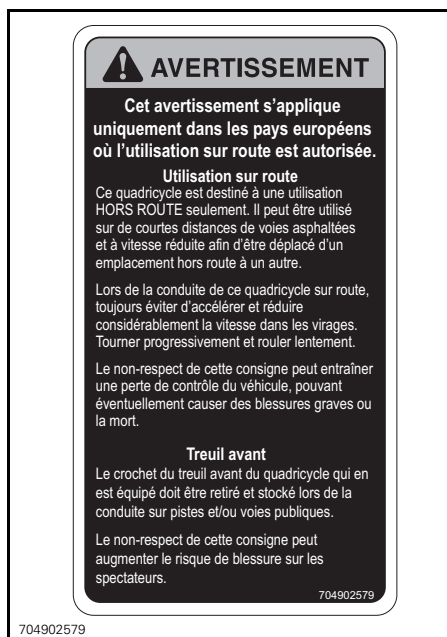 AVERTISSEMENT
Cet avertissement s'applique
uniquement dans les pays européens
où l'utilisation sur route est autorisée.
Utilisation sur route
Ce quadricycle est destiné à une utilisation
HORS ROUTE seulement. Il peut être utilisé
sur de courtes distances de voies asphaltées
et à vitesse réduite afin d'être déplacé d'un
emplacement hors route à un autre.
Lors de la conduite de ce quadricycle sur route,
toujours éviter d'accélérer et réduire
considérablement la vitesse dans les virages.
Tourner progressivement et rouler lentement.
Le non-respect de cette consigne peut entraîner
une perte de contrôle du véhicule, pouvant
éventuellement causer des blessures graves ou
la mort.
Treuil avant
Le crochet du treuil avant du quadricycle qui en
est équipé doit être retiré et stocké lors de la
conduite sur pistes et/ou voies publiques.
Le non-respect de cette consigne peut
augmenter le risque de blessure sur les
spectateurs.
704902579
704902579